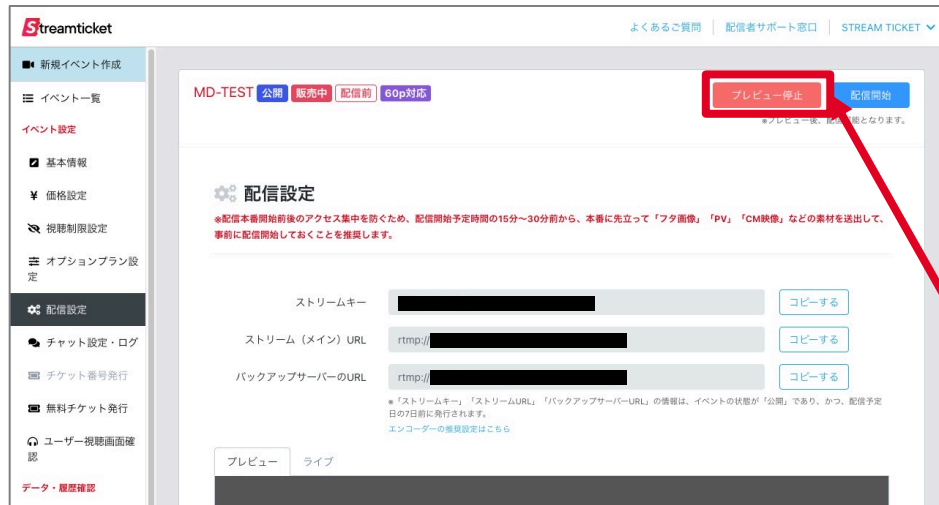 Streamticket
よくあるご質問
配信者サポート窓口
STREAM TICKET
新規イベント作成
イベント一覧
イベント設定
基本情報
価格設定
視聴制限設定
オプションプラン設
定
配信設定
チャット設定・ログ
チケット番号発行
無料チケット発行
ユーザー視聴画面確
認
データ・履歴確認
MD-TEST 公開 販売中 配信前 60p対応
プレビュー停止
配信開始
※プレビュー後、配信可能となります。
配信設定
※配信本番開始前後のアクセス集中を防ぐため、配信開始予定時間の15分〜30分前から、本番に先立って「フタ画像」「PV」「CM映像」などの素材を送出して、
事前に配信開始しておくことを推奨します。
ストリームキー
コピーする
ストリーム（メイン）URL
rtmp://
コピーする
バックアップサーバーのURL
rtmp://
コピーする
※「ストリームキー」「ストリームURL」「バックアップサーバーURL」の情報は、イベントの状態が「公開」であり、かつ、配信予定
日の7日前に発行されます。
エンコーダーの推奨設定はこちら
プレビュー
ライブ